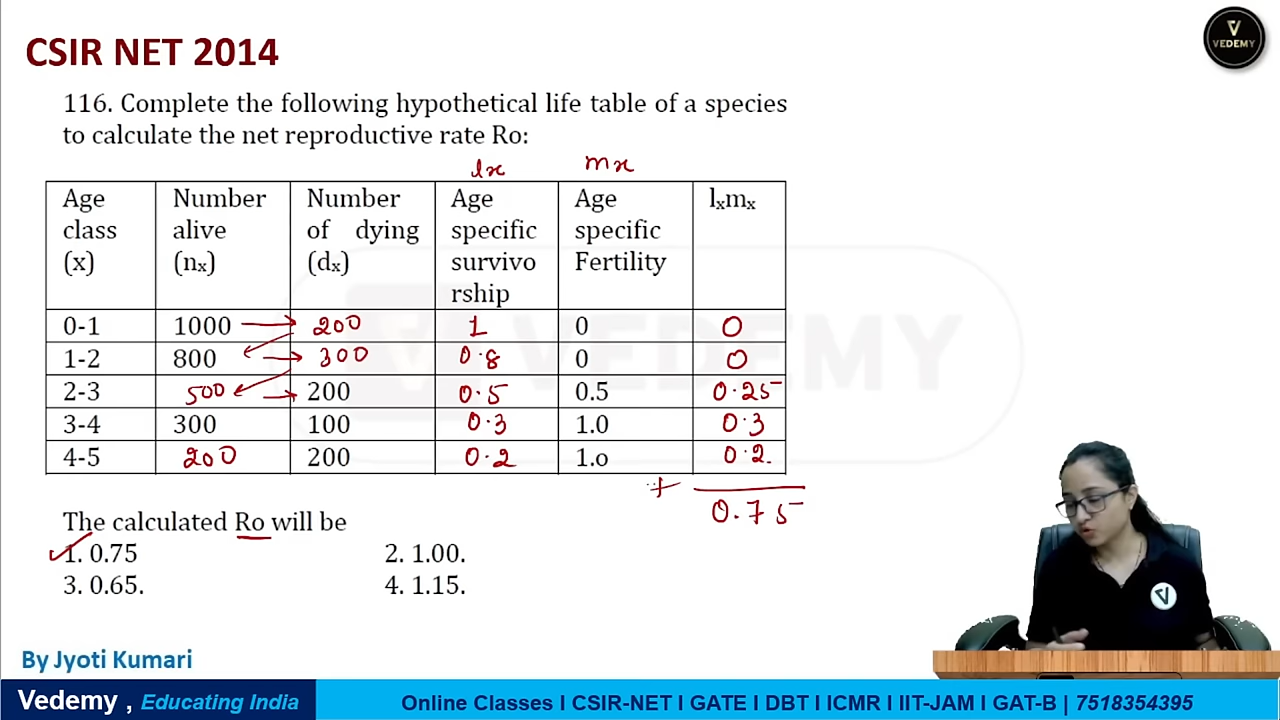 CSIR NET 2014
VEDEMY
116. Complete the following hypothetical life table of a species
to calculate the net reproductive rate Ro:
lx mx
Age class (x) Number alive (nₓ) Number of dying (dₓ) Age specific survivo rship Age specific Fertility lₓmₓ
0-1 1000 200 1 0 0
1-2 800 300 0.8 0 0
2-3 500 200 0.5 0.5 0.25
3-4 300 100 0.3 1.0 0.3
4-5 200 200 0.2 1.o 0.2.
+ 0.75
VEDEMY
The calculated Ro will be
1. 0.75 2. 1.00.
3. 0.65. 4. 1.15.
By Jyoti Kumari
Vedemy , Educating India Online Classes I CSIR-NET I GATE I DBT I ICMR I IIT-JAM I GAT-B | 7518354395